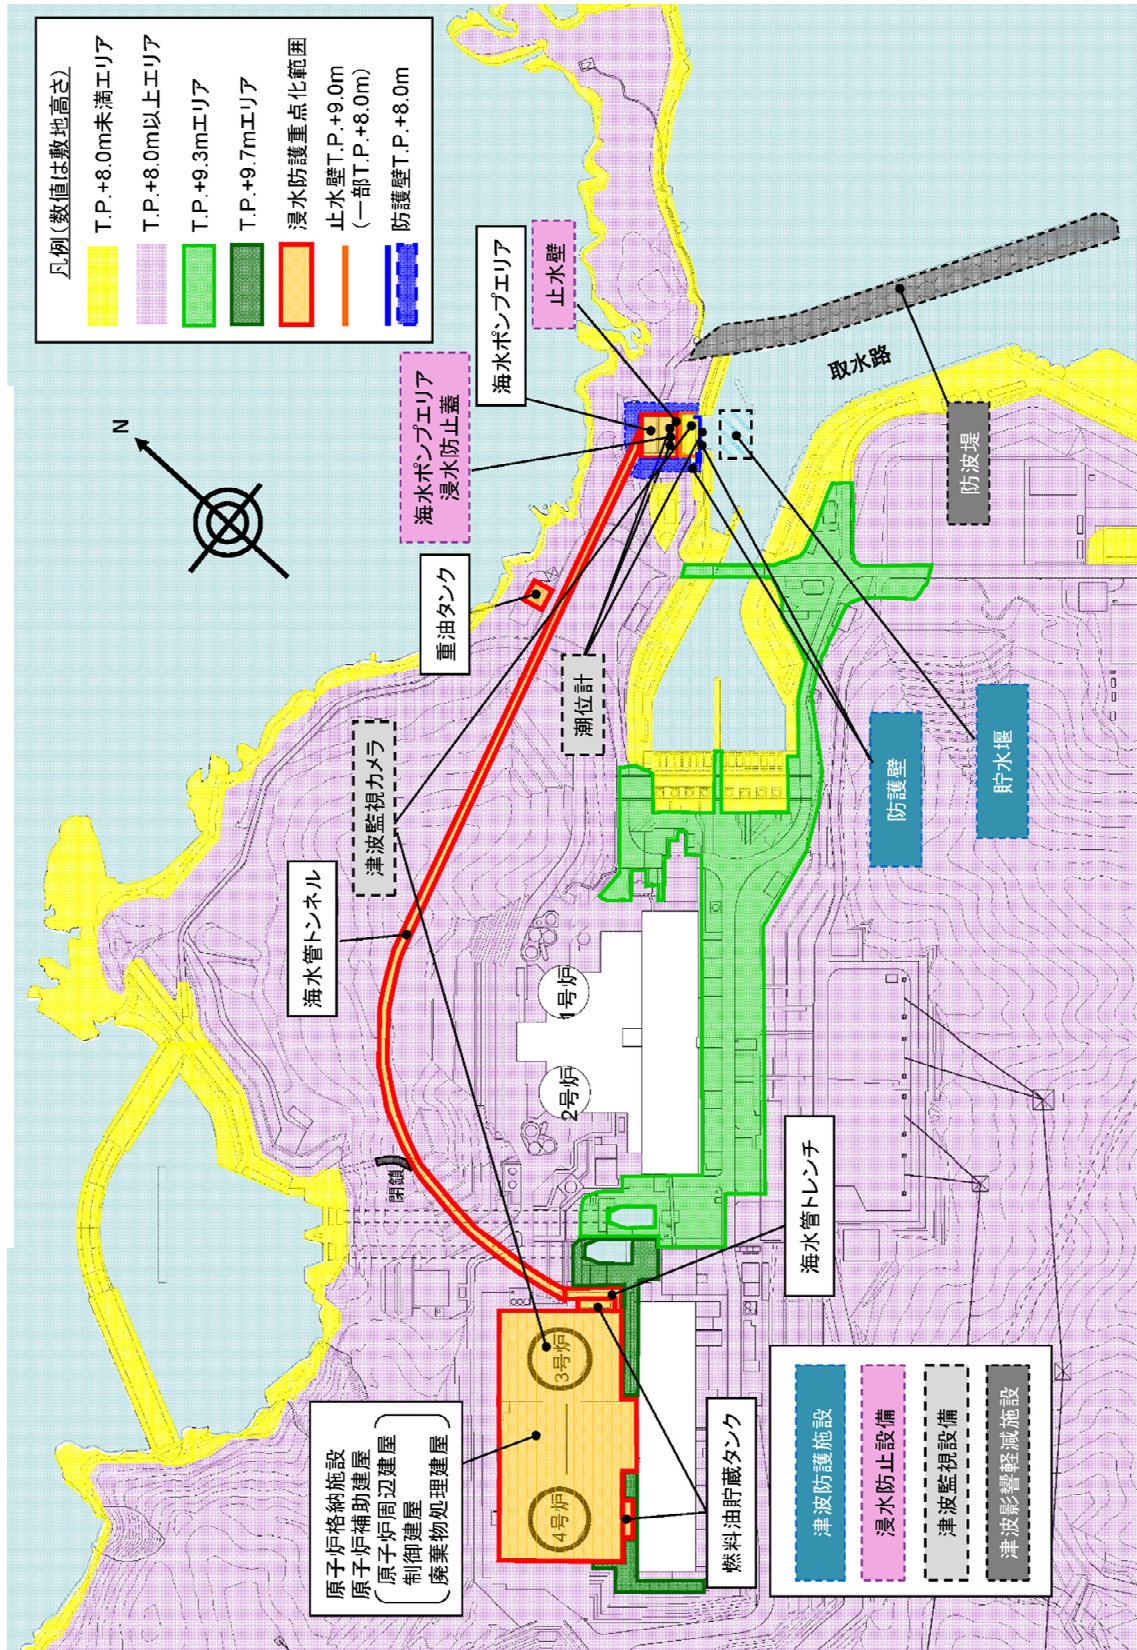 凡例(数値は敷地高さ)
T.P.+8.0m未満エリア
T.P.+8.0m以上エリア
T.P.+9.3mエリア
T.P.+9.7mエリア
浸水防護重点化範囲
止水壁T.P.+9.0m
(一部T.P.+8.0m)
防護壁T.P.+8.0m
N
海水ポンプエリア
浸水防止蓋
海水ポンプエリア
止水壁
重油タンク
取水路
防波堤
潮位計
津波監視カメラ
海水管トンネル
防護壁
貯水堰
閉鎖
1号炉
2号炉
3号炉
4号炉
海水管トレンチ
燃料油貯蔵タンク
原子炉格納施設
原子炉補助建屋
原子炉周辺建屋
制御建屋
廃棄物処理建屋
津波防護施設
浸水防止設備
津波監視設備
津波影響軽減施設